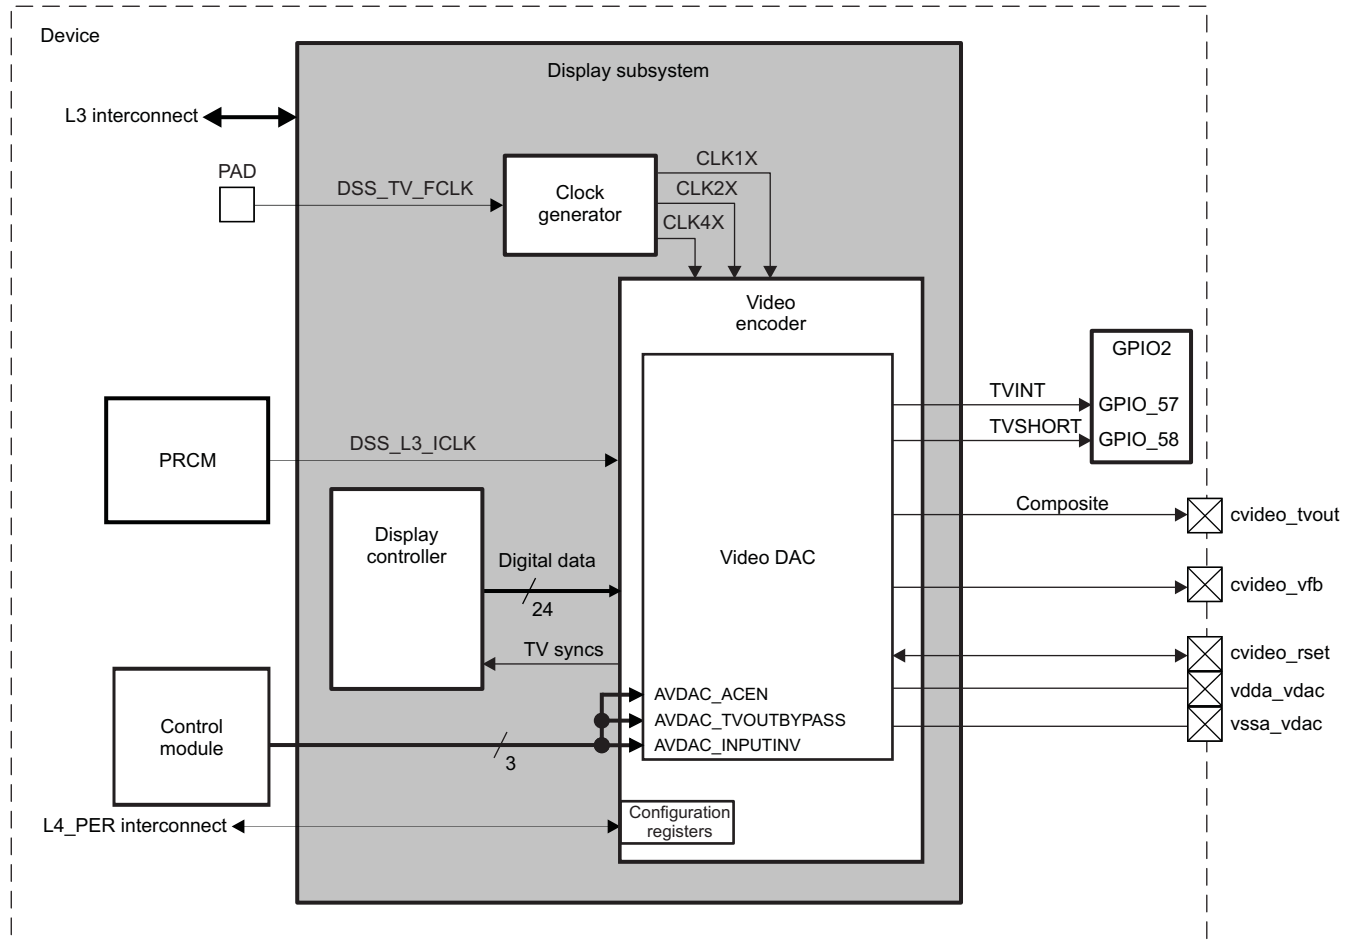 Device
Display subsystem
L3 interconnect
PAD
DSS_TV_FCLK
Clock
generator
CLK1X
CLK2X
CLK4X
Video
encoder
GPIO2
TVINT
GPIO_57
TVSHORT
GPIO_58
PRCM
DSS_L3_ICLK
Display
controller
Digital data
24
TV syncs
Video DAC
Composite
cvideo_tvout
cvideo_vfb
cvideo_rset
vdda_vdac
vssa_vdac
AVDAC_ACEN
AVDAC_TVOUTBYPASS
AVDAC_INPUTINV
Control
module
3
L4_PER interconnect
Configuration
registers